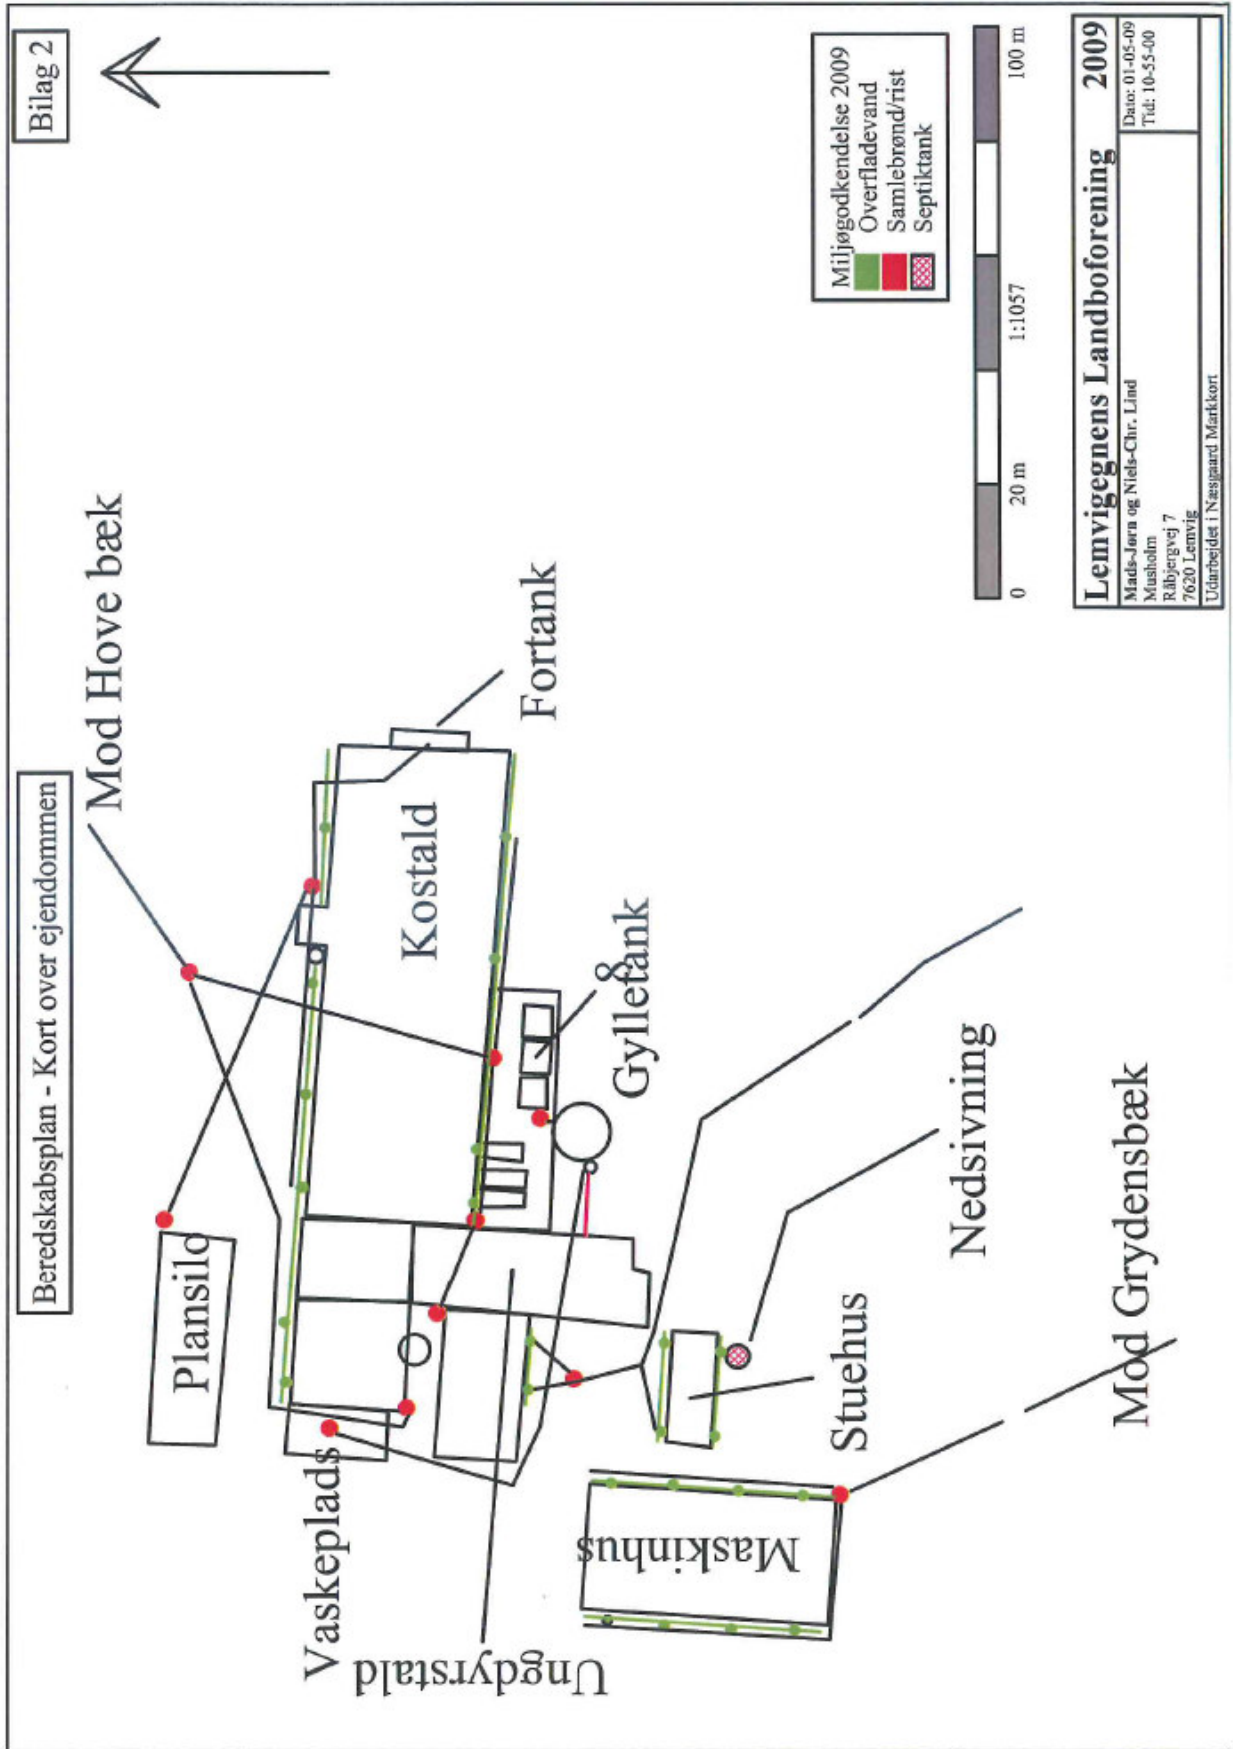 Bilag 2
Beredskabsplan - Kort over ejendommen
Mod Hove bæk
Plansilo
Vaskeplads
Kostald
Fortank
Gylletank
8
Ungdyrstald
Maskinhus
Stuehus
Nedsivning
Mod Grydensbæk
Miljøgodkendelse 2009
Overfladevand
Samlebrønd/rist
Septiktank
0
20 m
1:1057
100 m
Lemvigegnens Landboforening 2009
Mads-Jørn og Niels-Chr. Lind
Musholm
Råbjergvej 7
7620 Lemvig
Dato: 01-05-09
Tid: 10-55-00
Udarbejdet i Næsgaard Markkort